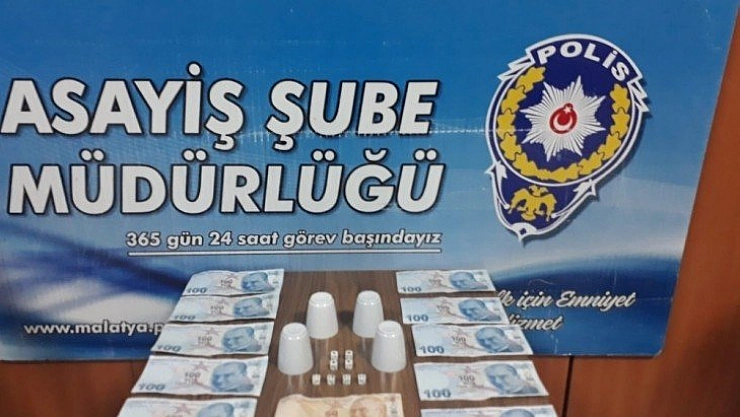 POLİS
ASAYİŞ ŞUBE
MÜDÜRLÜĞÜ
365 gün 24 saat görev başındayız
için Emniyet
www.malatya.p
100
100
100
100
100
100
100
100
50